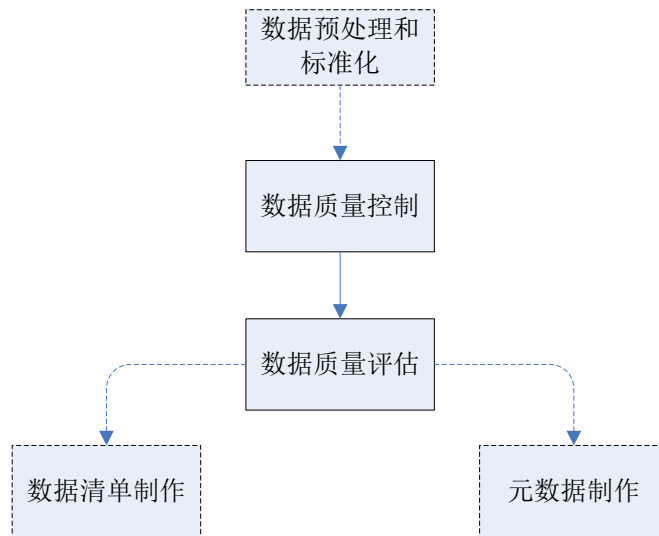 数据预处理和
标准化
数据质量控制
数据质量评估
数据清单制作
元数据制作